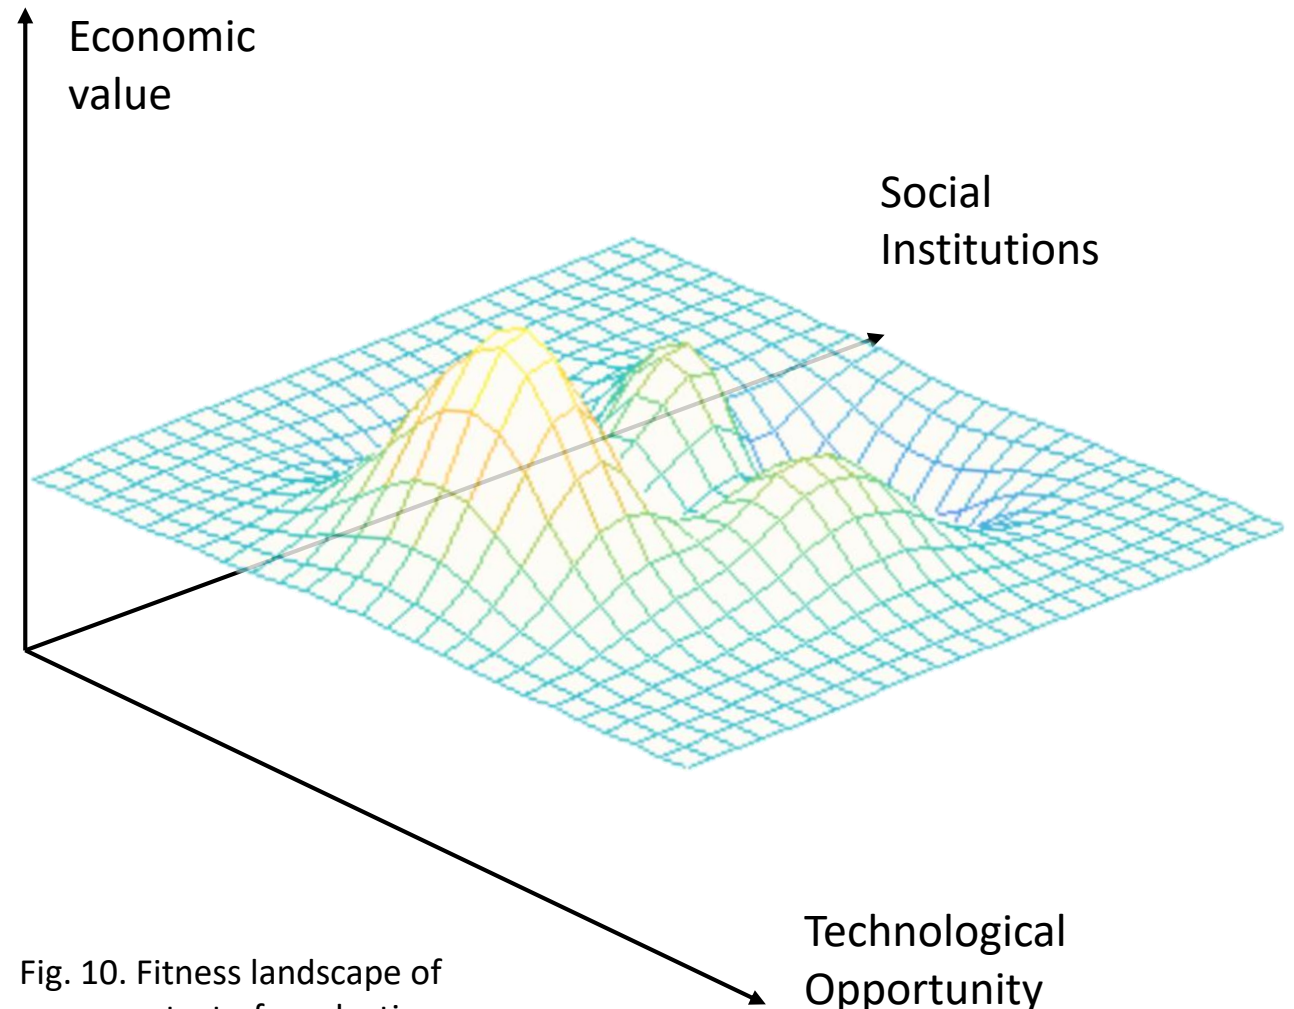 Economic
value
Social
Institutions
Technological
Opportunity
Fig. 10. Fitness landscape of